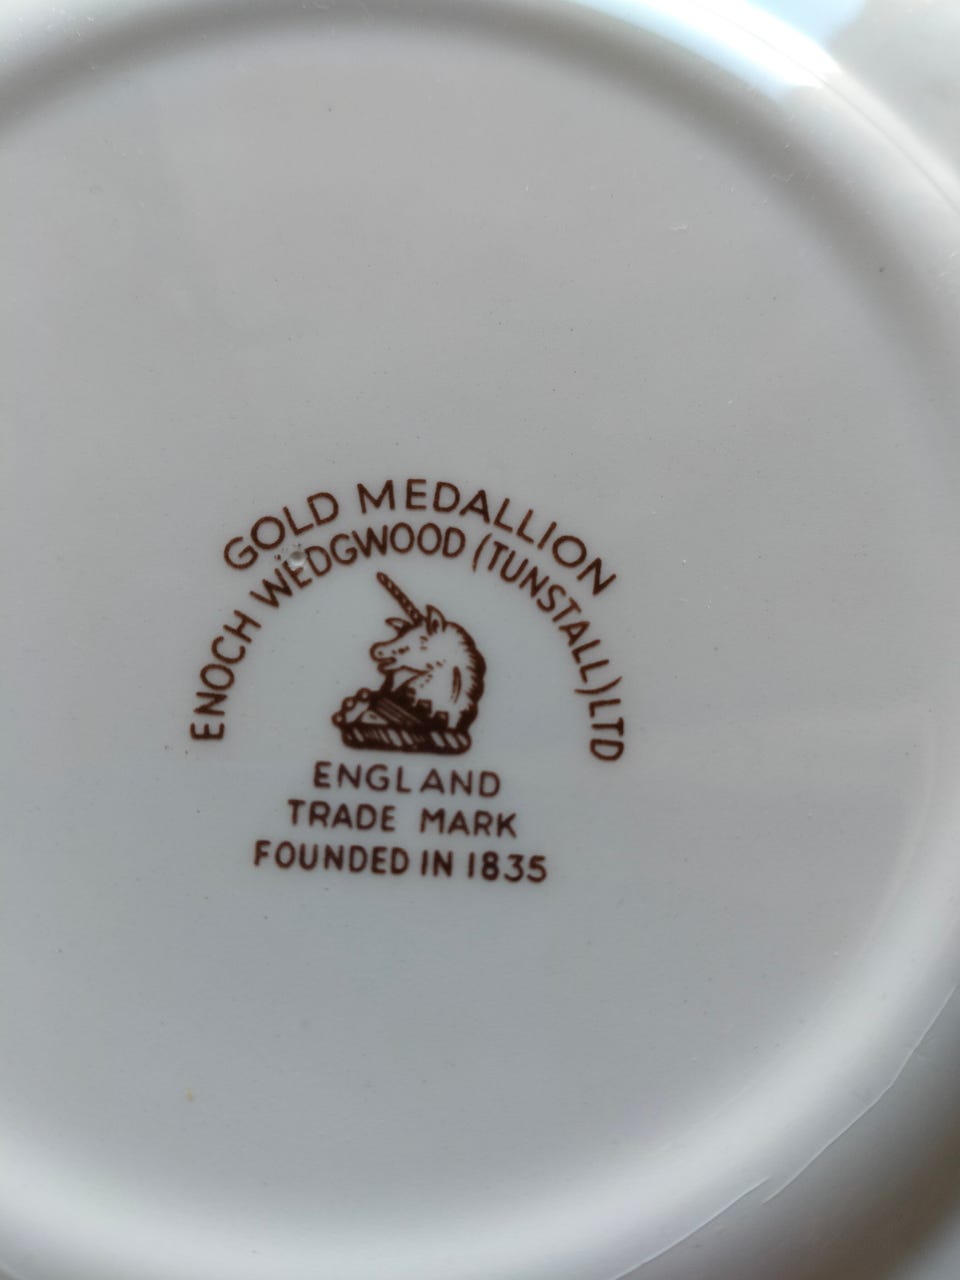 GOLD MEDALLION
ENOCH WEDGWOOD (TUNSTALL) LTD
ENGLAND
TRADE MARK
FOUNDED IN 1835